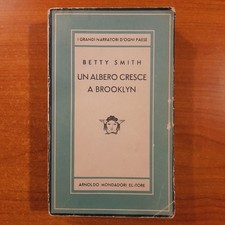 I GRANDI NARRATORI D'OGNI PAESE
BETTY SMITH
UN ALBERO CRESCE
A BROOKLYN
ARNOLDO MONDADORI EDITORE